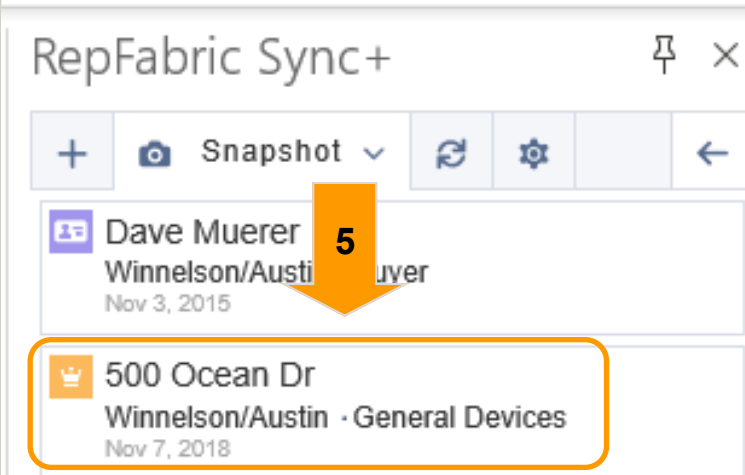 RepFabric Sync+
Snapshot
Dave Muerer
5
Winnelson/Austi uyer
Nov 3, 2015
500 Ocean Dr
Winnelson/Austin · General Devices
Nov 7, 2018